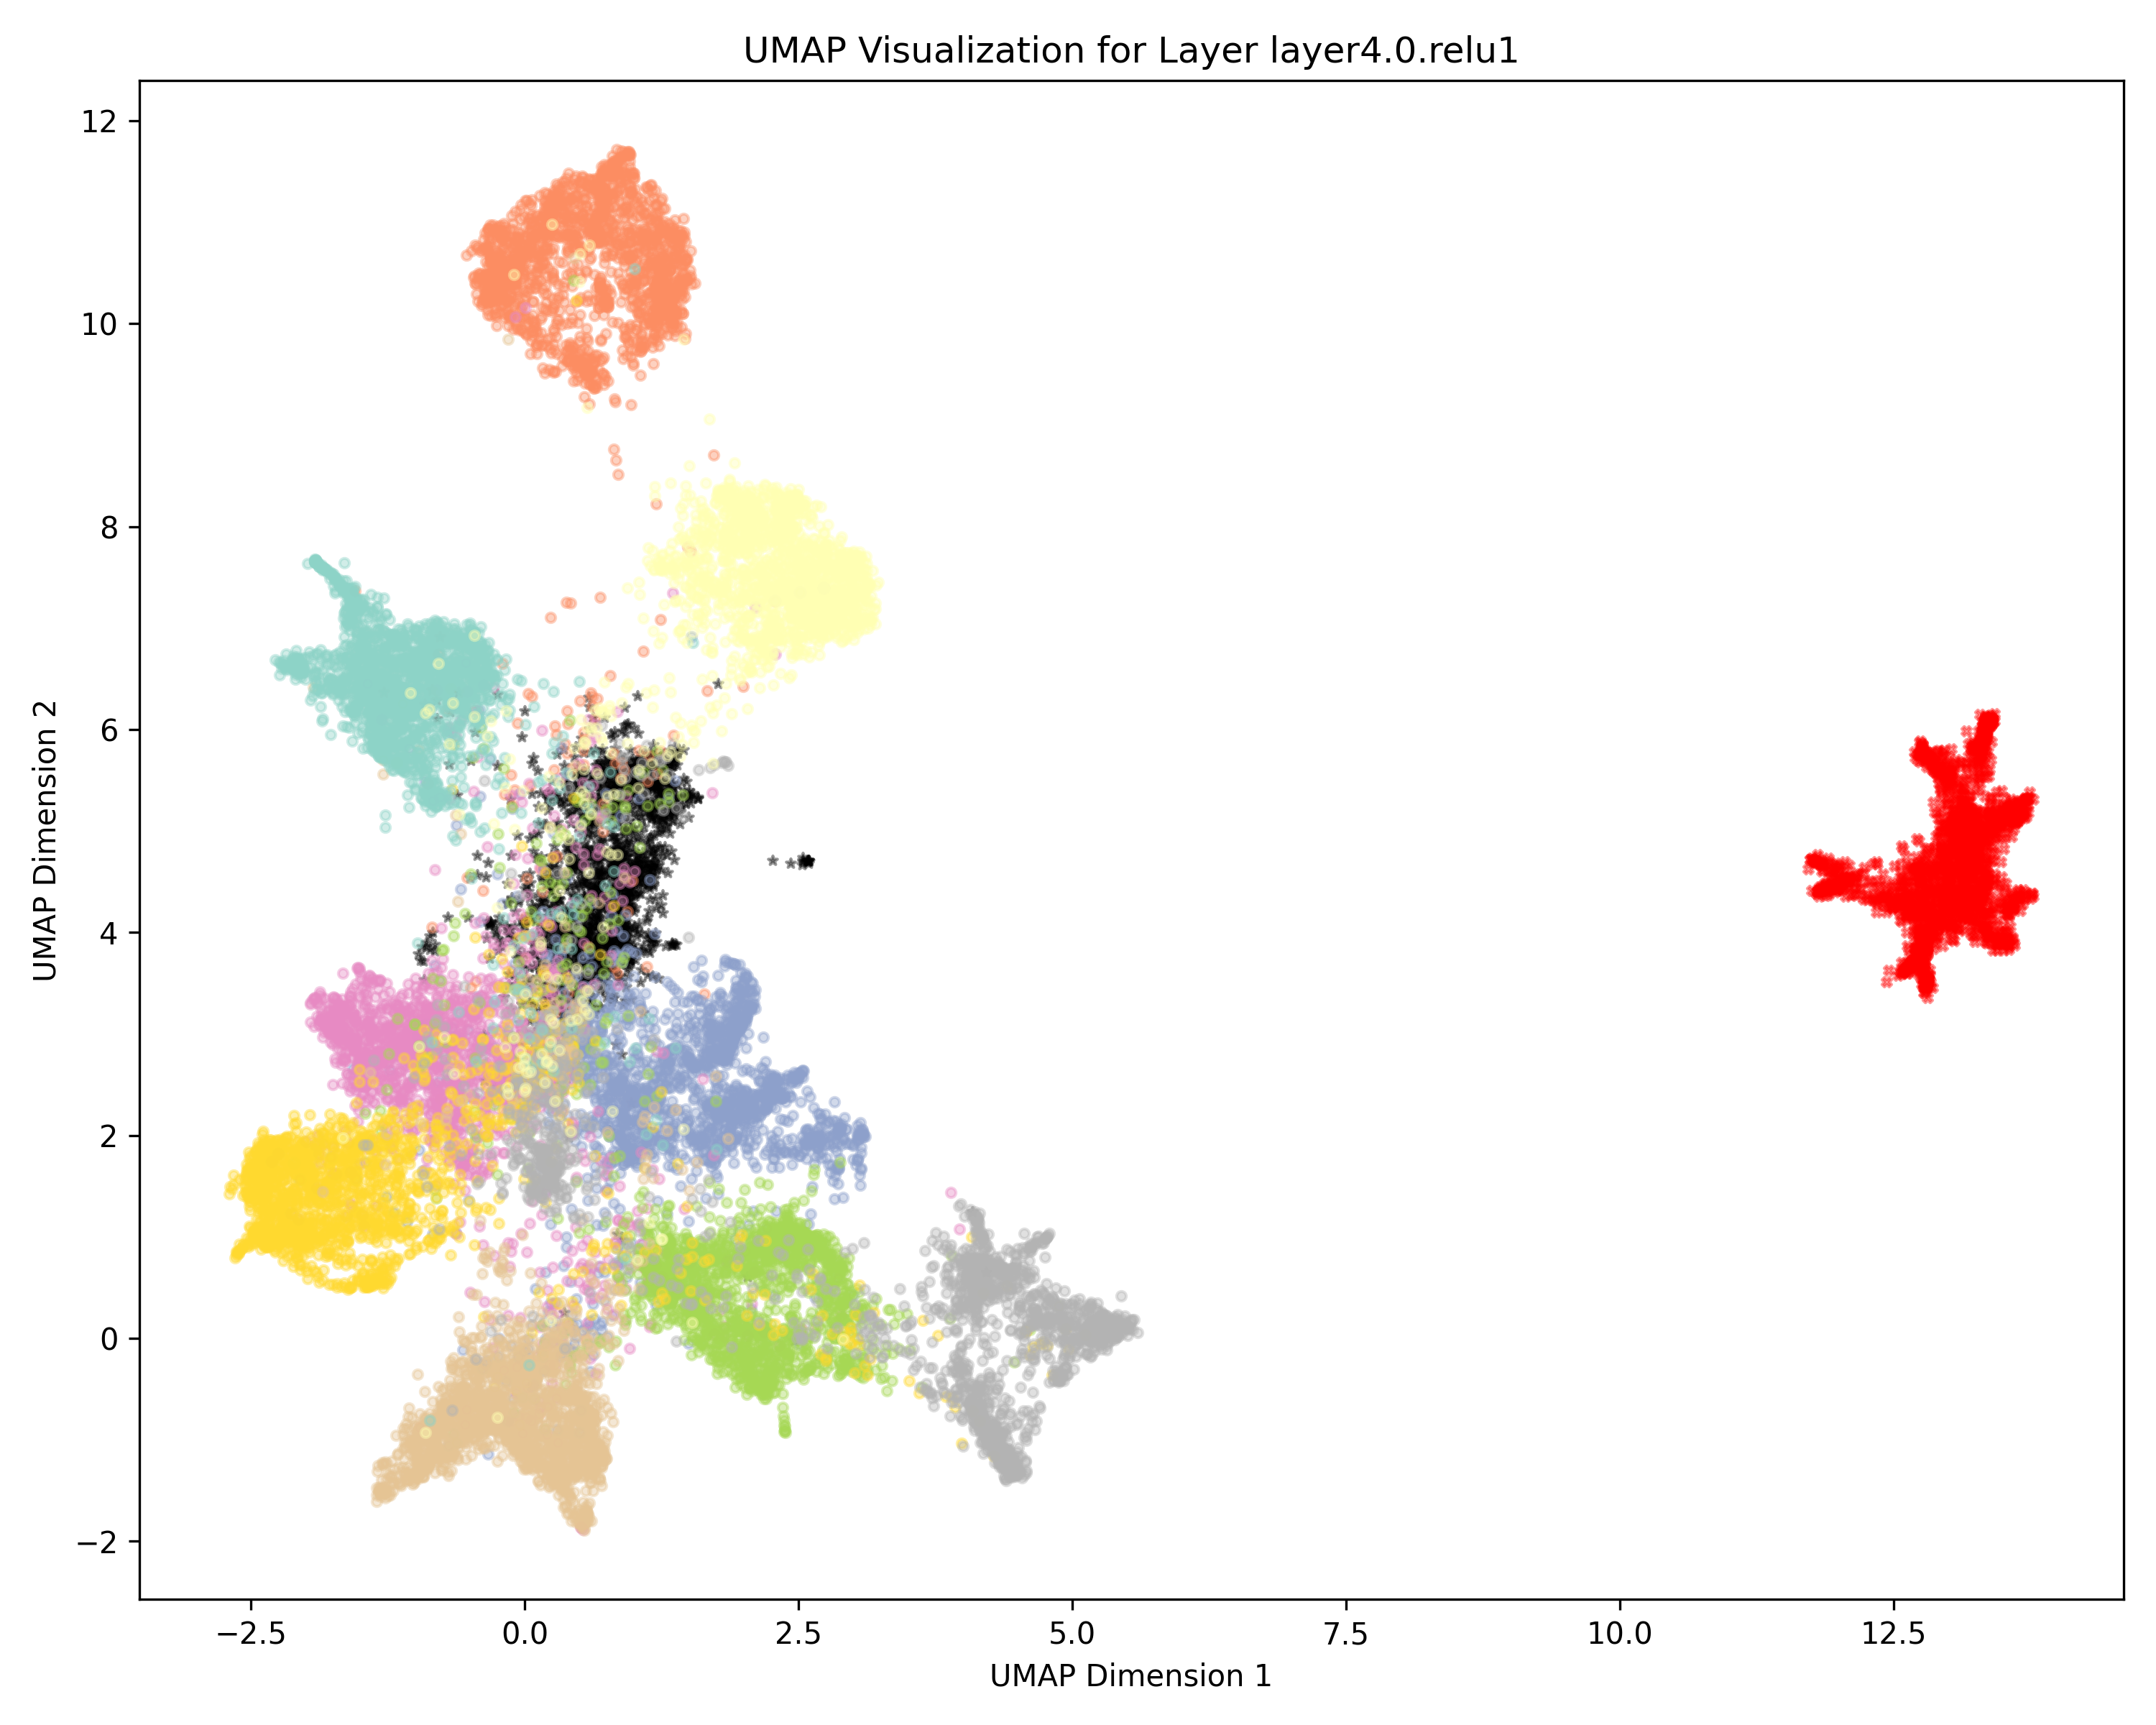 UMAP Visualization for Layer layer4.0.relu1
12
10
8
6
4
2
0
−2
UMAP Dimension 2
−2.5 0.0 2.5 5.0 7.5 10.0 12.5
UMAP Dimension 1